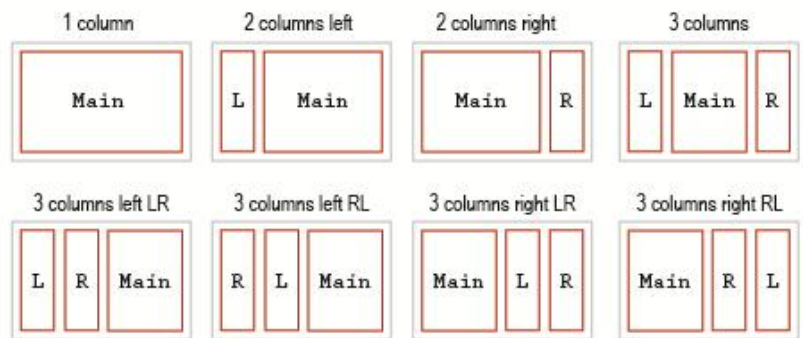 1 column 2 columns left 2 columns right 3 columns
Main L Main Main R L Main R
3 columns left LR 3 columns left RL 3 columns right LR 3 columns right RL
L R Main R L Main Main L R Main R L